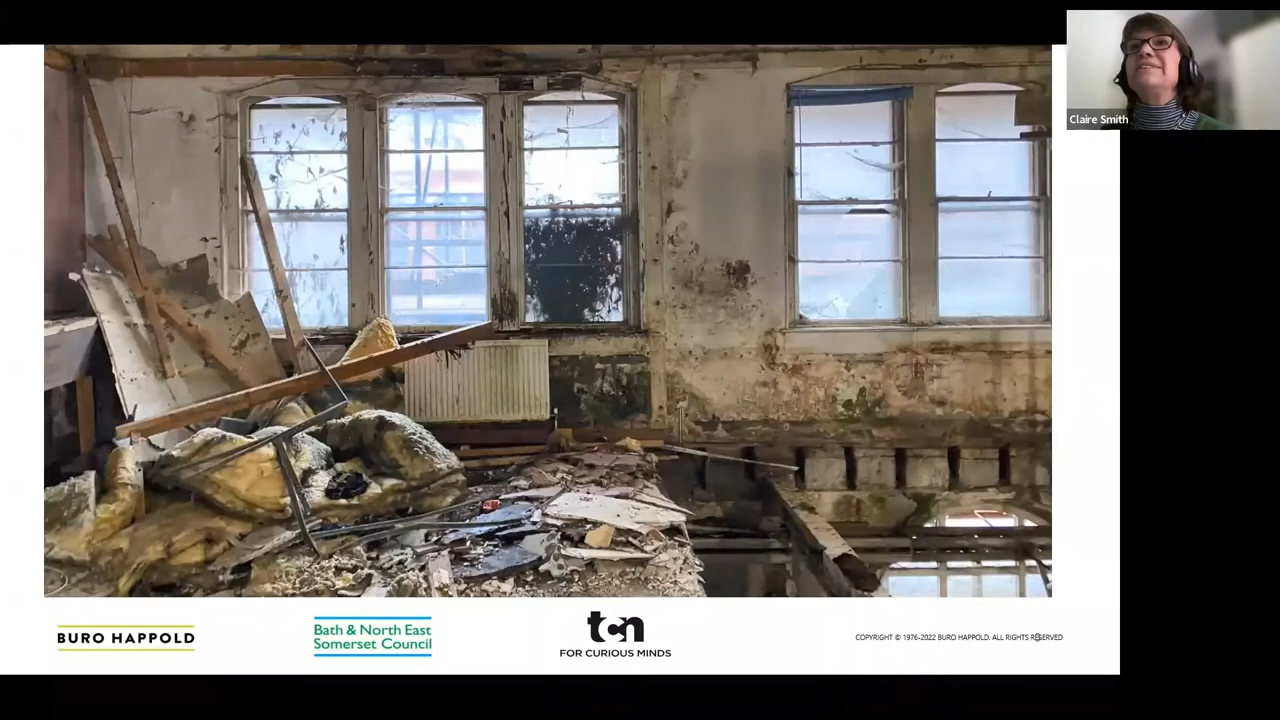 Claire Smith
BURO HAPPOLD
Bath & North East
Somerset Council
tcn
FOR CURIOUS MINDS
COPYRIGHT © 1976-2022 BURO HAPPOLD. ALL RIGHTS RESERVED